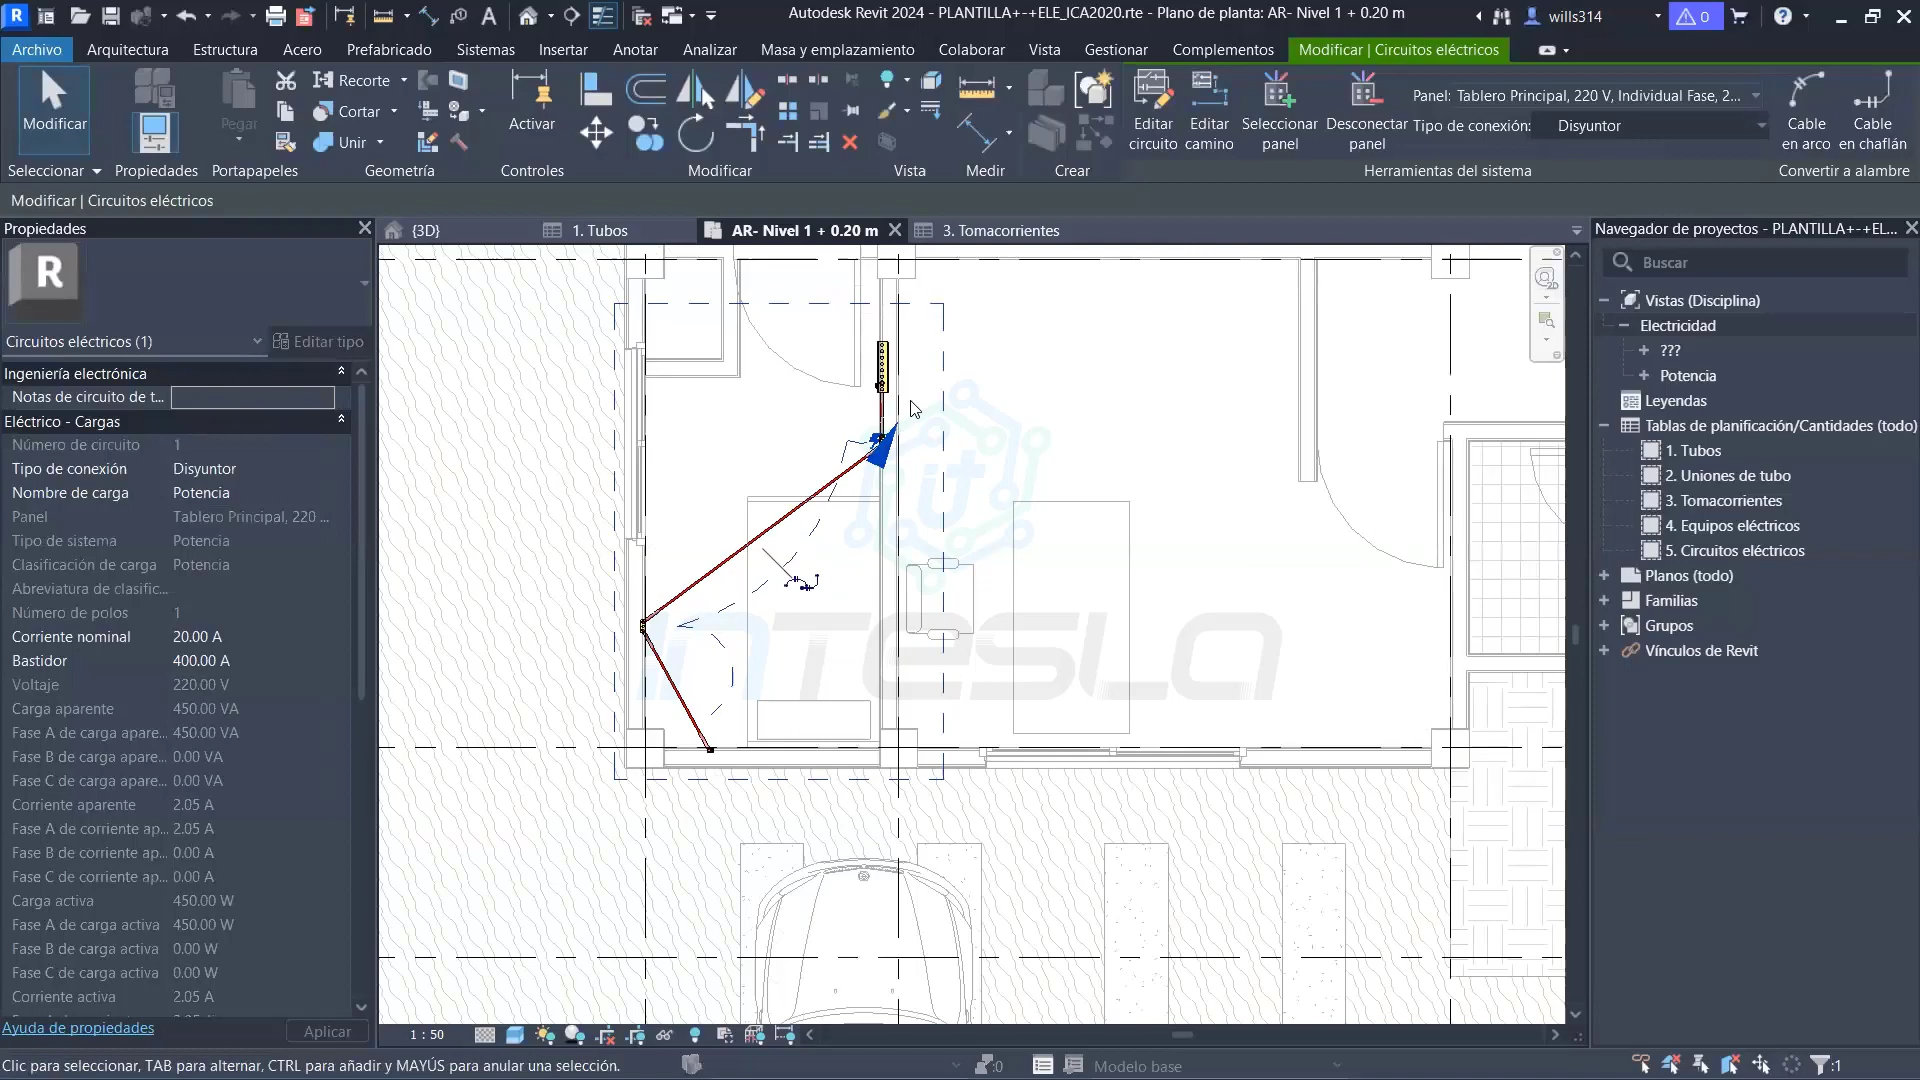 Autodesk Revit 2024 - PLANTILLA+-+ELE_ICA2020.rte - Plano de planta: AR- Nivel 1 + 0.20 m
wills314
0
Archivo Arquitectura Estructura Acero Prefabricado Sistemas Insertar Anotar Analizar Masa y emplazamiento Colaborar Vista Gestionar Complementos Modificar | Circuitos eléctricos
Modificar
Pegar
Recorte
Cortar
Unir
Activar
Editar circuito
Editar camino
Seleccionar panel
Desconectar panel
Panel: Tablero Principal, 220 V, Individual Fase, 2...
Tipo de conexión: Disyuntor
Cable en arco
Cable en chaflán
Seleccionar Propiedades Portapapeles Geometría Controles Modificar Vista Medir Crear Herramientas del sistema Convertir a alambre
Modificar | Circuitos eléctricos
Propiedades
R
Circuitos eléctricos (1) Editar tipo
Ingeniería electrónica
Notas de circuito de t...
Eléctrico - Cargas
Número de circuito 1
Tipo de conexión Disyuntor
Nombre de carga Potencia
Panel Tablero Principal, 220 ...
Tipo de sistema Potencia
Clasificación de carga Potencia
Abreviatura de clasific...
Número de polos 1
Corriente nominal 20.00 A
Bastidor 400.00 A
Voltaje 220.00 V
Carga aparente 450.00 VA
Fase A de carga apare... 450.00 VA
Fase B de carga apare... 0.00 VA
Fase C de carga apare... 0.00 VA
Corriente aparente 2.05 A
Fase A de corriente ap... 2.05 A
Fase B de corriente ap... 0.00 A
Fase C de corriente ap... 0.00 A
Carga activa 450.00 W
Fase A de carga activa 450.00 W
Fase B de carga activa 0.00 W
Fase C de carga activa 0.00 W
Corriente activa 2.05 A
Ayuda de propiedades Aplicar
{3D} 1. Tubos AR- Nivel 1 + 0.20 m 3. Tomacorrientes
it
inTESLA
2D
1 : 50
Navegador de proyectos - PLANTILLA+-+EL...
Buscar
Vistas (Disciplina)
Electricidad
???
Potencia
Leyendas
Tablas de planificación/Cantidades (todo)
1. Tubos
2. Uniones de tubo
3. Tomacorrientes
4. Equipos eléctricos
5. Circuitos eléctricos
Planos (todo)
Familias
Grupos
Vínculos de Revit
Clic para seleccionar, TAB para alternar, CTRL para añadir y MAYÚS para anular una selección.
:0
Modelo base
:1